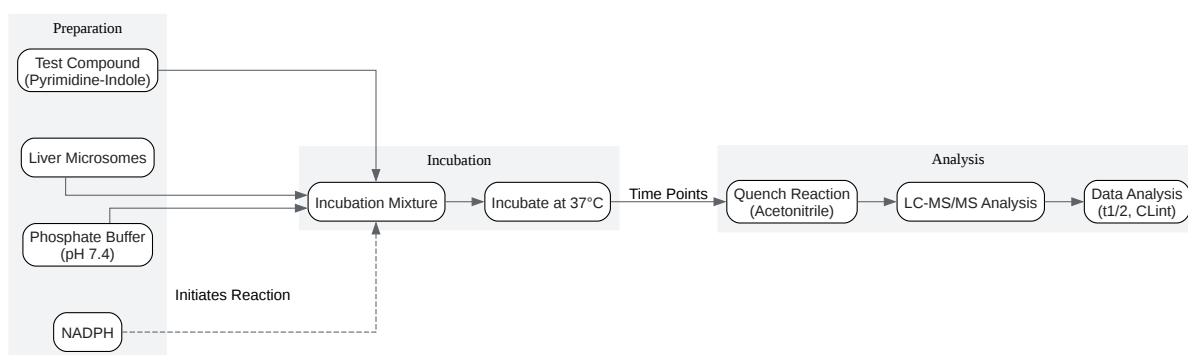 Preparation
Test Compound
(Pyrimidine-Indole)
Liver Microsomes
Phosphate Buffer
(pH 7.4)
NADPH
Initiates Reaction
Incubation
Incubation Mixture
Incubate at 37°C
Time Points
Analysis
Quench Reaction
(Acetonitrile)
LC-MS/MS Analysis
Data Analysis
(t1/2, CLint)